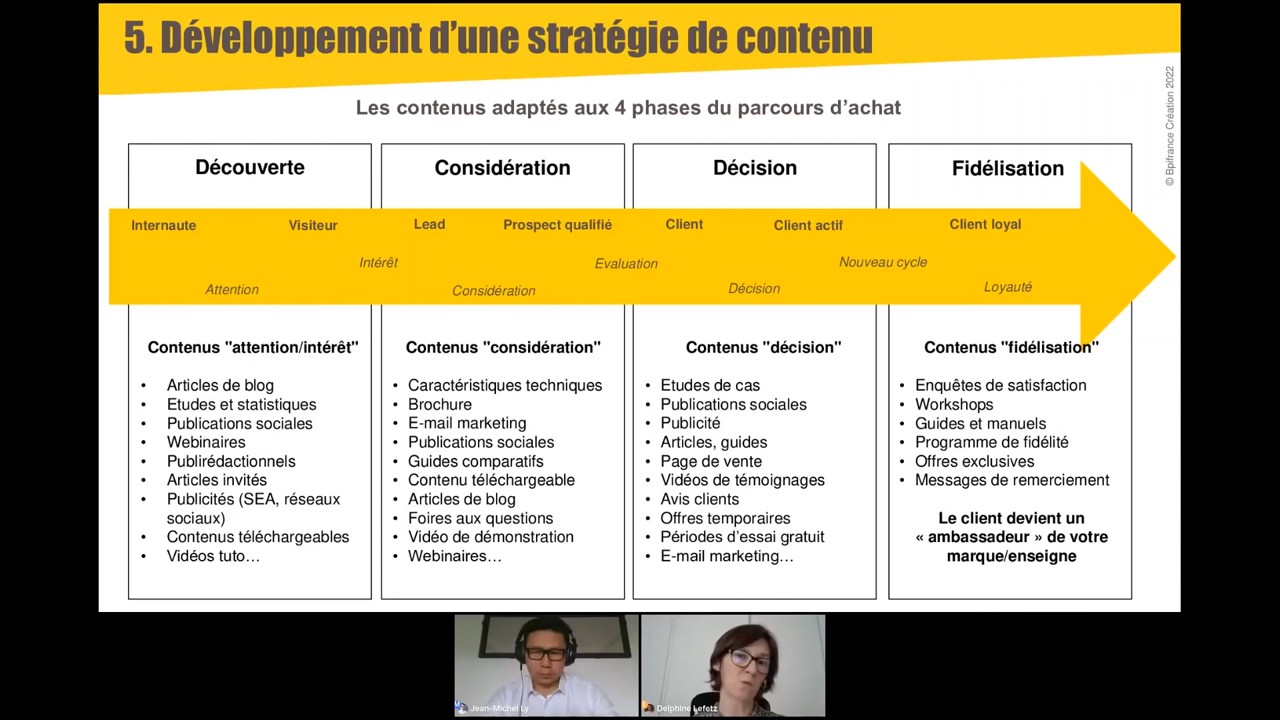 5. Développement d'une stratégie de contenu
© Bpifrance Création 2022
Les contenus adaptés aux 4 phases du parcours d'achat
Découverte
Considération
Décision
Fidélisation
Internaute
Visiteur
Lead
Prospect qualifié
Client
Client actif
Client loyal
Intérêt
Evaluation
Nouveau cycle
Attention
Considération
Décision
Loyauté
Contenus "attention/intérêt"
• Articles de blog
• Etudes et statistiques
• Publications sociales
• Webinaires
• Publirédactionnels
• Articles invités
• Publicités (SEA, réseaux
sociaux)
• Contenus téléchargeables
• Vidéos tuto…
Contenus "considération"
• Caractéristiques techniques
• Brochure
• E-mail marketing
• Publications sociales
• Guides comparatifs
• Contenu téléchargeable
• Articles de blog
• Foires aux questions
• Vidéo de démonstration
• Webinaires…
Contenus "décision"
• Etudes de cas
• Publications sociales
• Publicité
• Articles, guides
• Page de vente
• Vidéos de témoignages
• Avis clients
• Offres temporaires
• Périodes d'essai gratuit
• E-mail marketing…
Contenus "fidélisation"
• Enquêtes de satisfaction
• Workshops
• Guides et manuels
• Programme de fidélité
• Offres exclusives
• Messages de remerciement
Le client devient un
« ambassadeur » de votre
marque/enseigne
Jean-Michel Ly
Delphine Lefetz